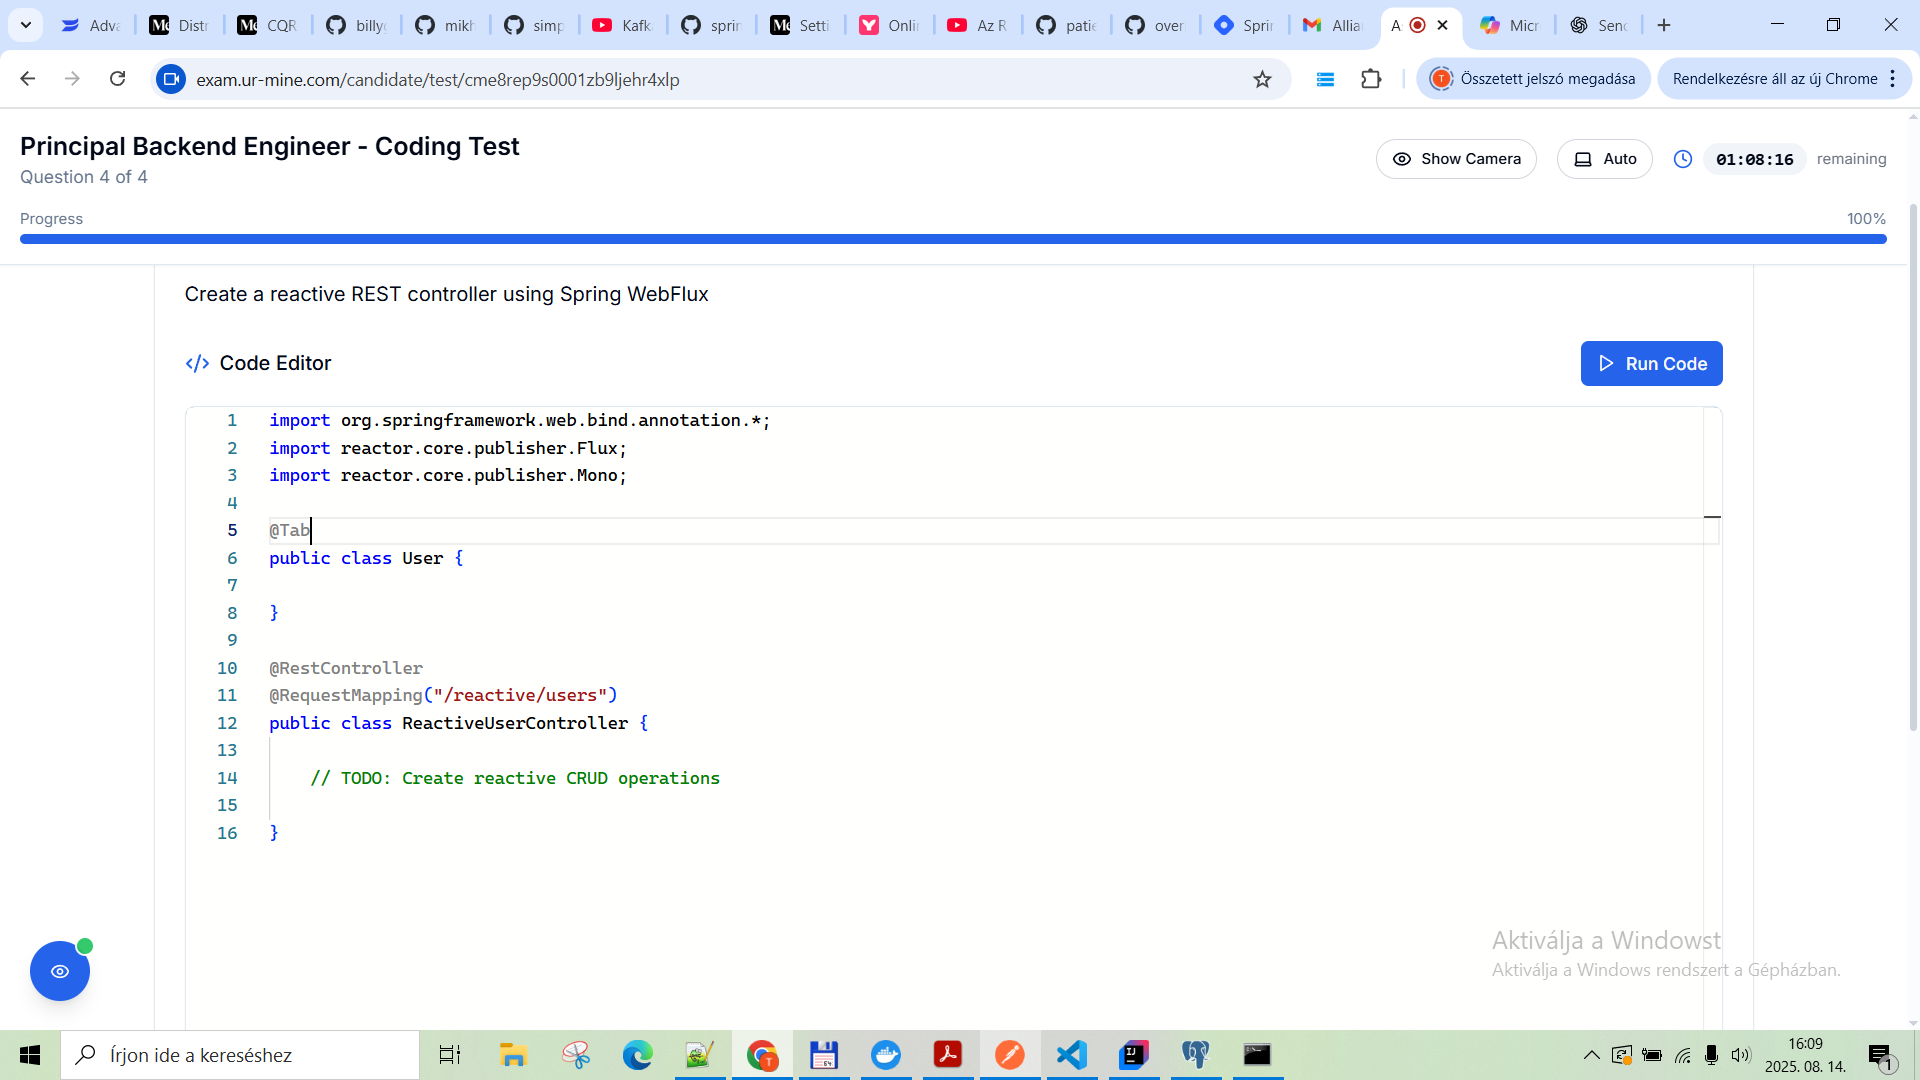 Adva
Distr
CQR
billyg
mikh
simp
Kafk
sprin
Setti
Onlin
Az R
patie
over
Sprin
Allia
A
Micr
Senc
exam.ur-mine.com/candidate/test/cme8rep9s0001zb9ljehr4xlp
T
Összetett jelszó megadása
Rendelkezésre áll az új Chrome
Principal Backend Engineer - Coding Test
Question 4 of 4
Show Camera
Auto
01:08:16
remaining
Progress
100%
Create a reactive REST controller using Spring WebFlux
</> Code Editor
Run Code
1 import org.springframework.web.bind.annotation.*;
2 import reactor.core.publisher.Flux;
3 import reactor.core.publisher.Mono;
4
5 @Tab
6 public class User {
7
8 }
9
10 @RestController
11 @RequestMapping("/reactive/users")
12 public class ReactiveUserController {
13
14 // TODO: Create reactive CRUD operations
15
16 }
Aktiválja a Windowst
Aktiválja a Windows rendszert a Gépházban.
Írjon ide a kereséshez
16:09
2025. 08. 14.
1